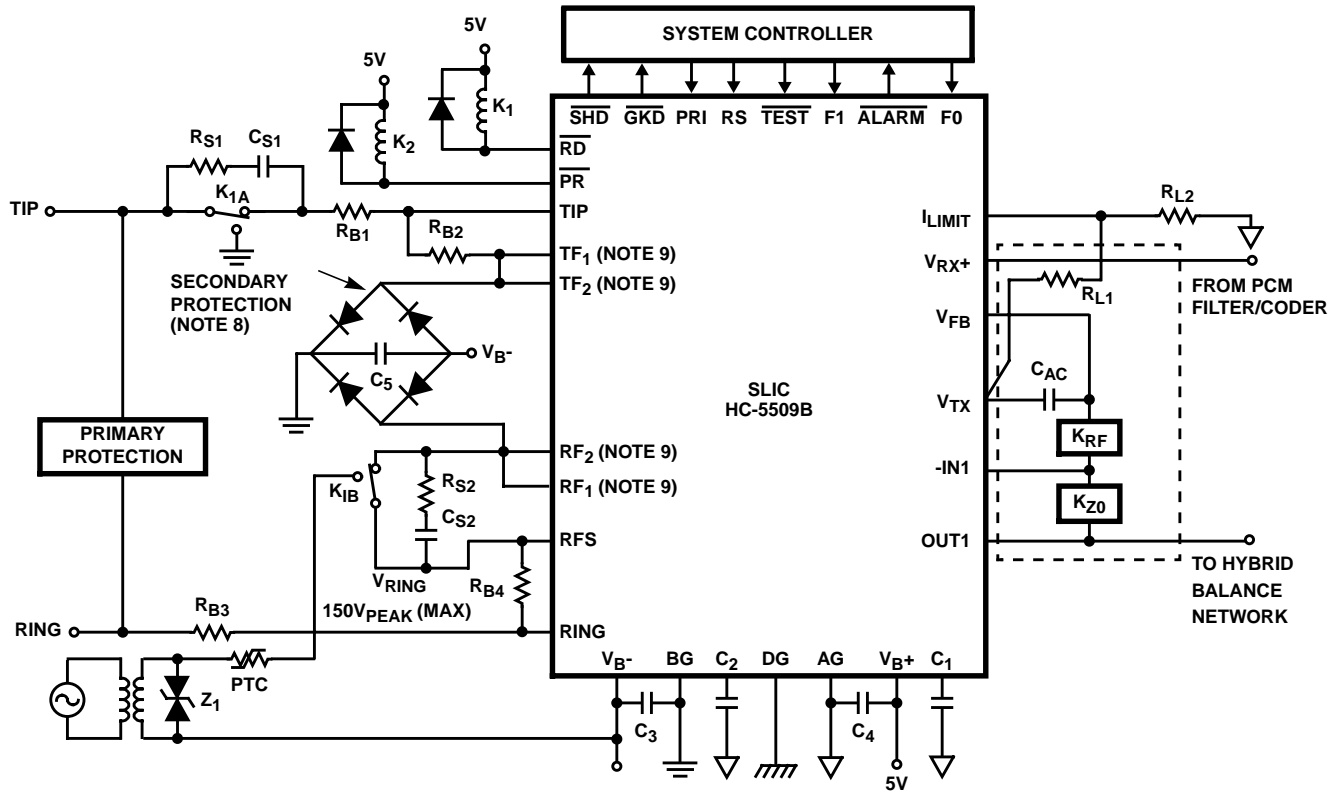 SYSTEM CONTROLLER
5V
5V
K1
K2
SHD GKD PRI RS TEST F1 ALARM F0
RD
PR
RS1 CS1
K1A
TIP
RB1
TIP
RB2
TF1 (NOTE 9)
TF2 (NOTE 9)
SECONDARY
PROTECTION
(NOTE 8)
VB-
C5
PRIMARY
PROTECTION
SLIC
HC-5509B
RF2 (NOTE 9)
RF1 (NOTE 9)
KIB
RS2
CS2
RFS
VRING
150VPEAK (MAX)
RB4
RB3
RING
RING
PTC
Z1
VB- BG C2 DG AG VB+ C1
C3
C4
5V
ILIMIT
RL2
VRX+
RL1
FROM PCM
FILTER/CODER
VFB
CAC
VTX
KRF
-IN1
KZ0
OUT1
TO HYBRID
BALANCE
NETWORK